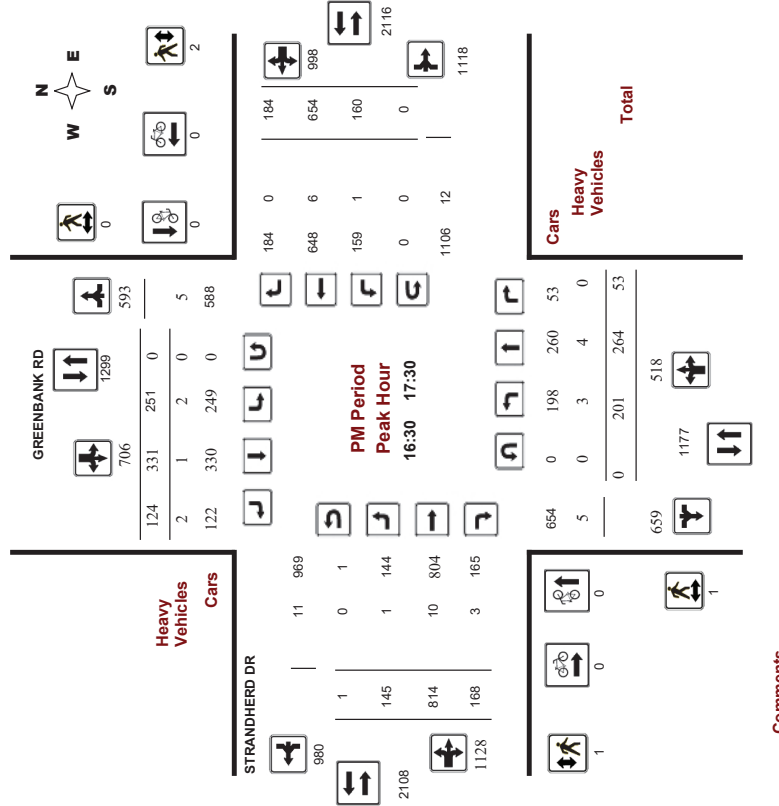 N
W E
S
GREENBANK RD
0
2
0
0
2116
998
1118
1299
706
593
124 331 251 0
2 1 2 0 5
122 330 249 0 588
Heavy
Vehicles
Cars
184 0 184
648 6 654
159 1 160
0 0 0
1106 12
PM Period
Peak Hour
16:30 17:30
STRANDHERD DR
980
11 969
1 0 1
145 1 144
814 10 804
168 3 165
2108
1128
Cars
Heavy
Vehicles
Total
654 0 198 260 53
5 0 3 4 0
0 201 264 53
659
1177
518
0
0
1
1
Comments